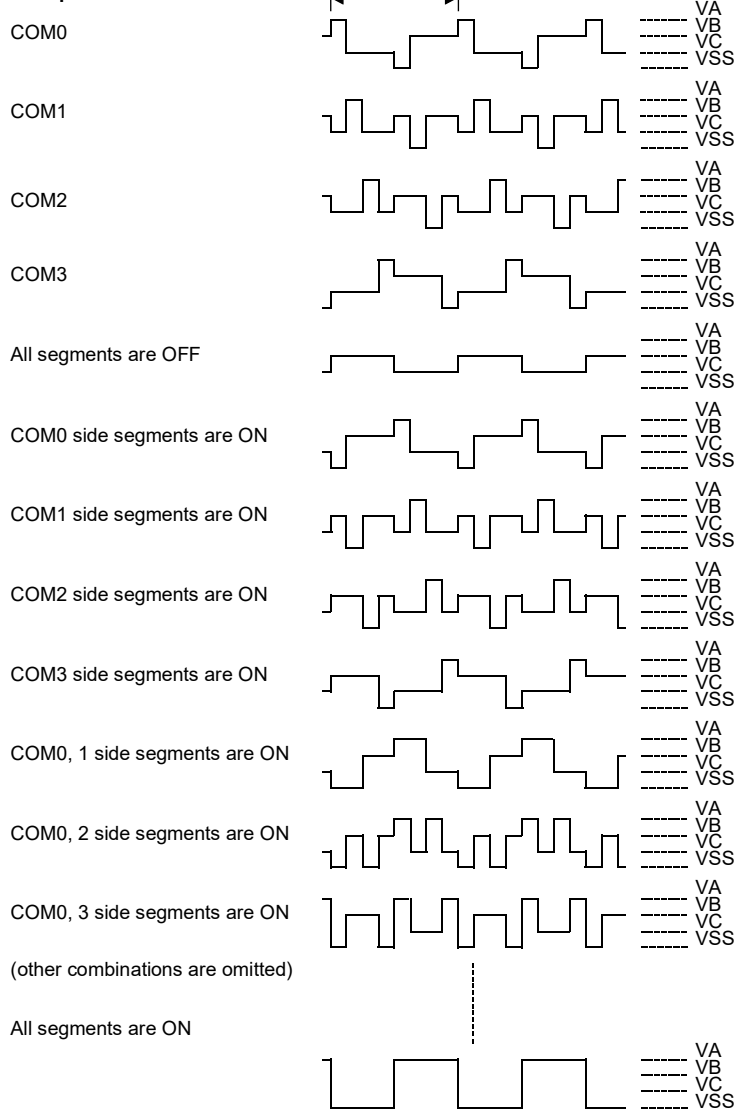 VA
VB
COM0
VC
VSS
VA
VB
COM1
VC
VSS
VA
VB
COM2
VC
VSS
VA
VB
COM3
VC
VSS
VA
VB
All segments are OFF
VC
VSS
VA
VB
COM0 side segments are ON
VC
VSS
VA
VB
COM1 side segments are ON
VC
VSS
VA
VB
COM2 side segments are ON
VC
VSS
VA
VB
COM3 side segments are ON
VC
VSS
VA
VB
COM0, 1 side segments are ON
VC
VSS
VA
VB
COM0, 2 side segments are ON
VC
VSS
VA
VB
COM0, 3 side segments are ON
VC
VSS
(other combinations are omitted)
All segments are ON
VA
VB
VC
VSS